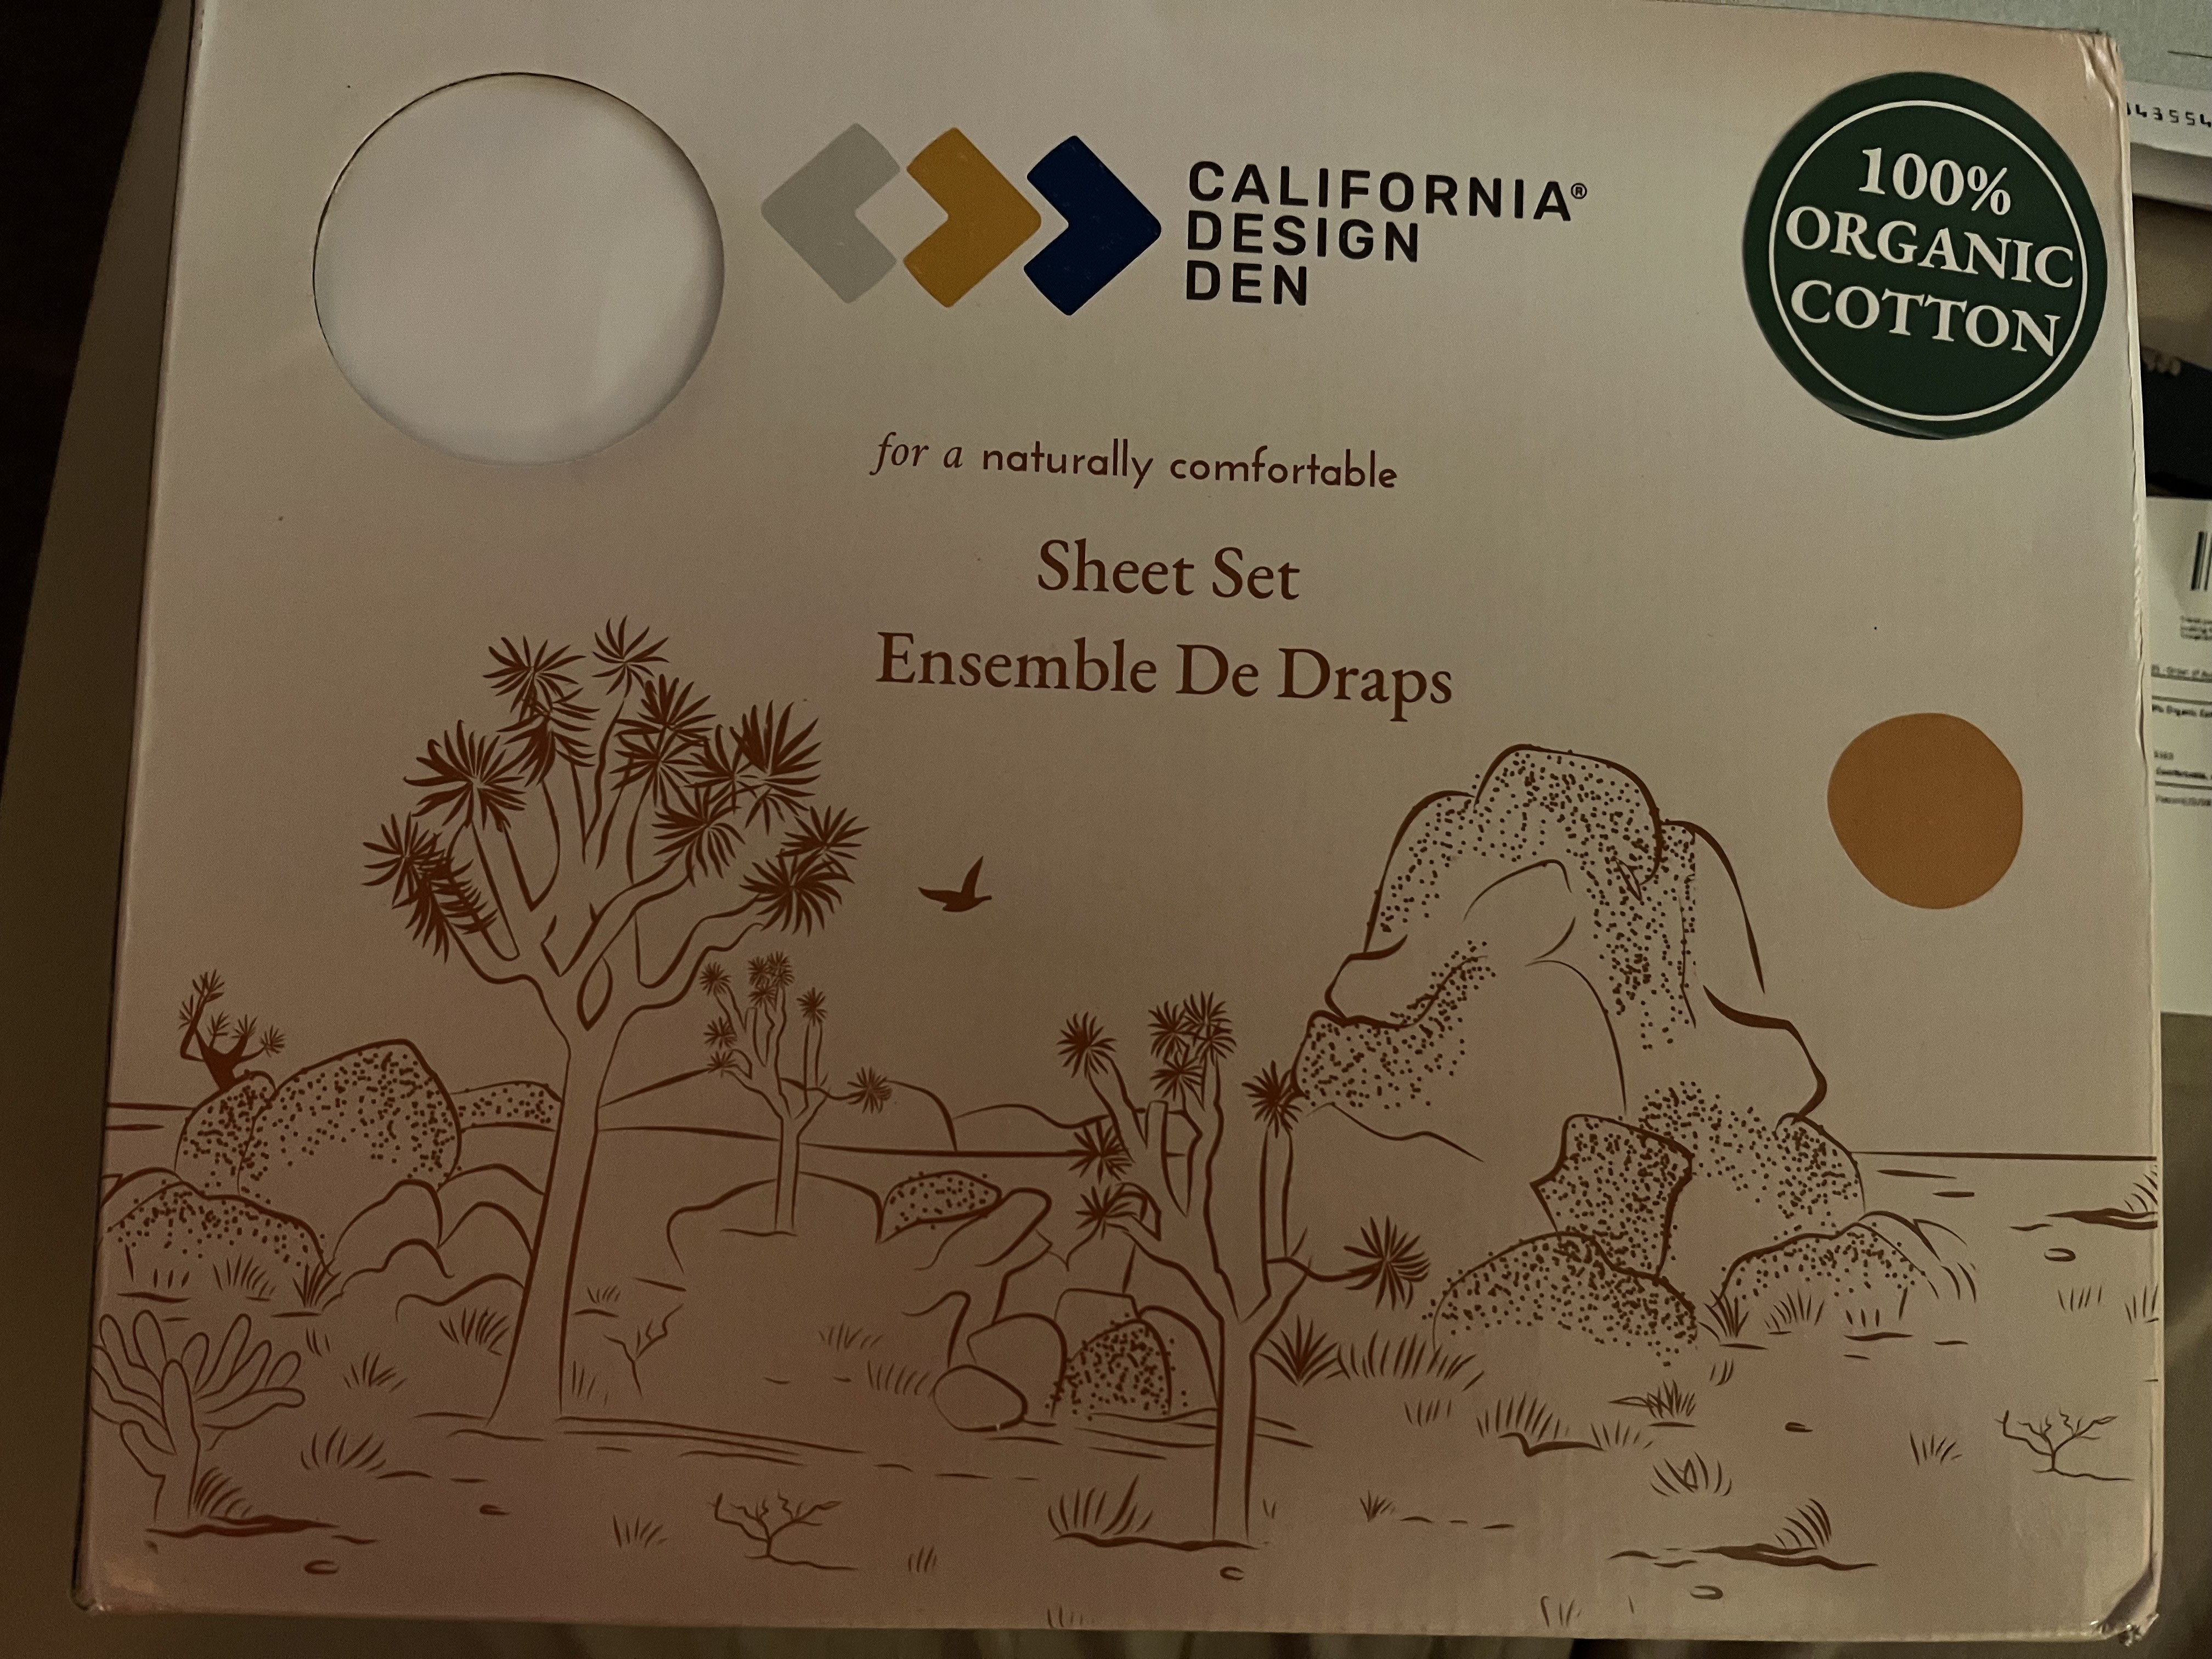 CALIFORNIA®
DESIGN
DEN
100%
ORGANIC
COTTON
for a naturally comfortable
Sheet Set
Ensemble De Draps